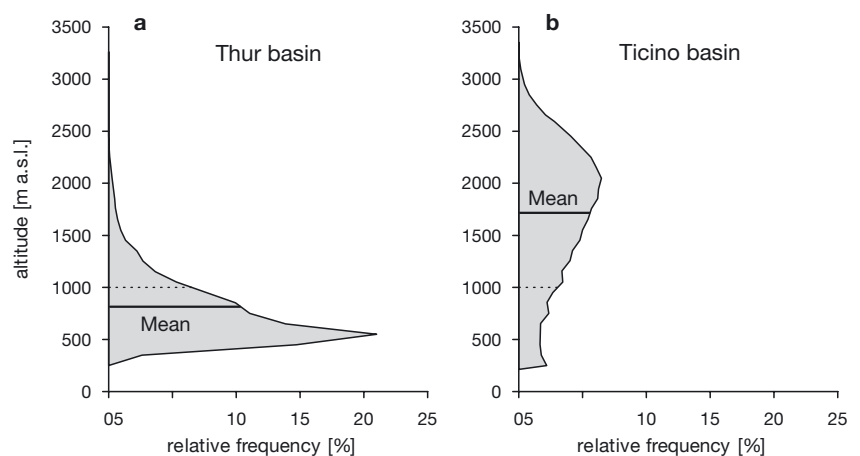 a
Thur basin
altitude [m a.s.l.]
3500
3000
2500
2000
1500
1000
500
0
Mean
05 10 15 20 25
relative frequency [%]
b
Ticino basin
3500
3000
2500
2000
1500
1000
500
0
Mean
05 10 15 20 25
relative frequency [%]